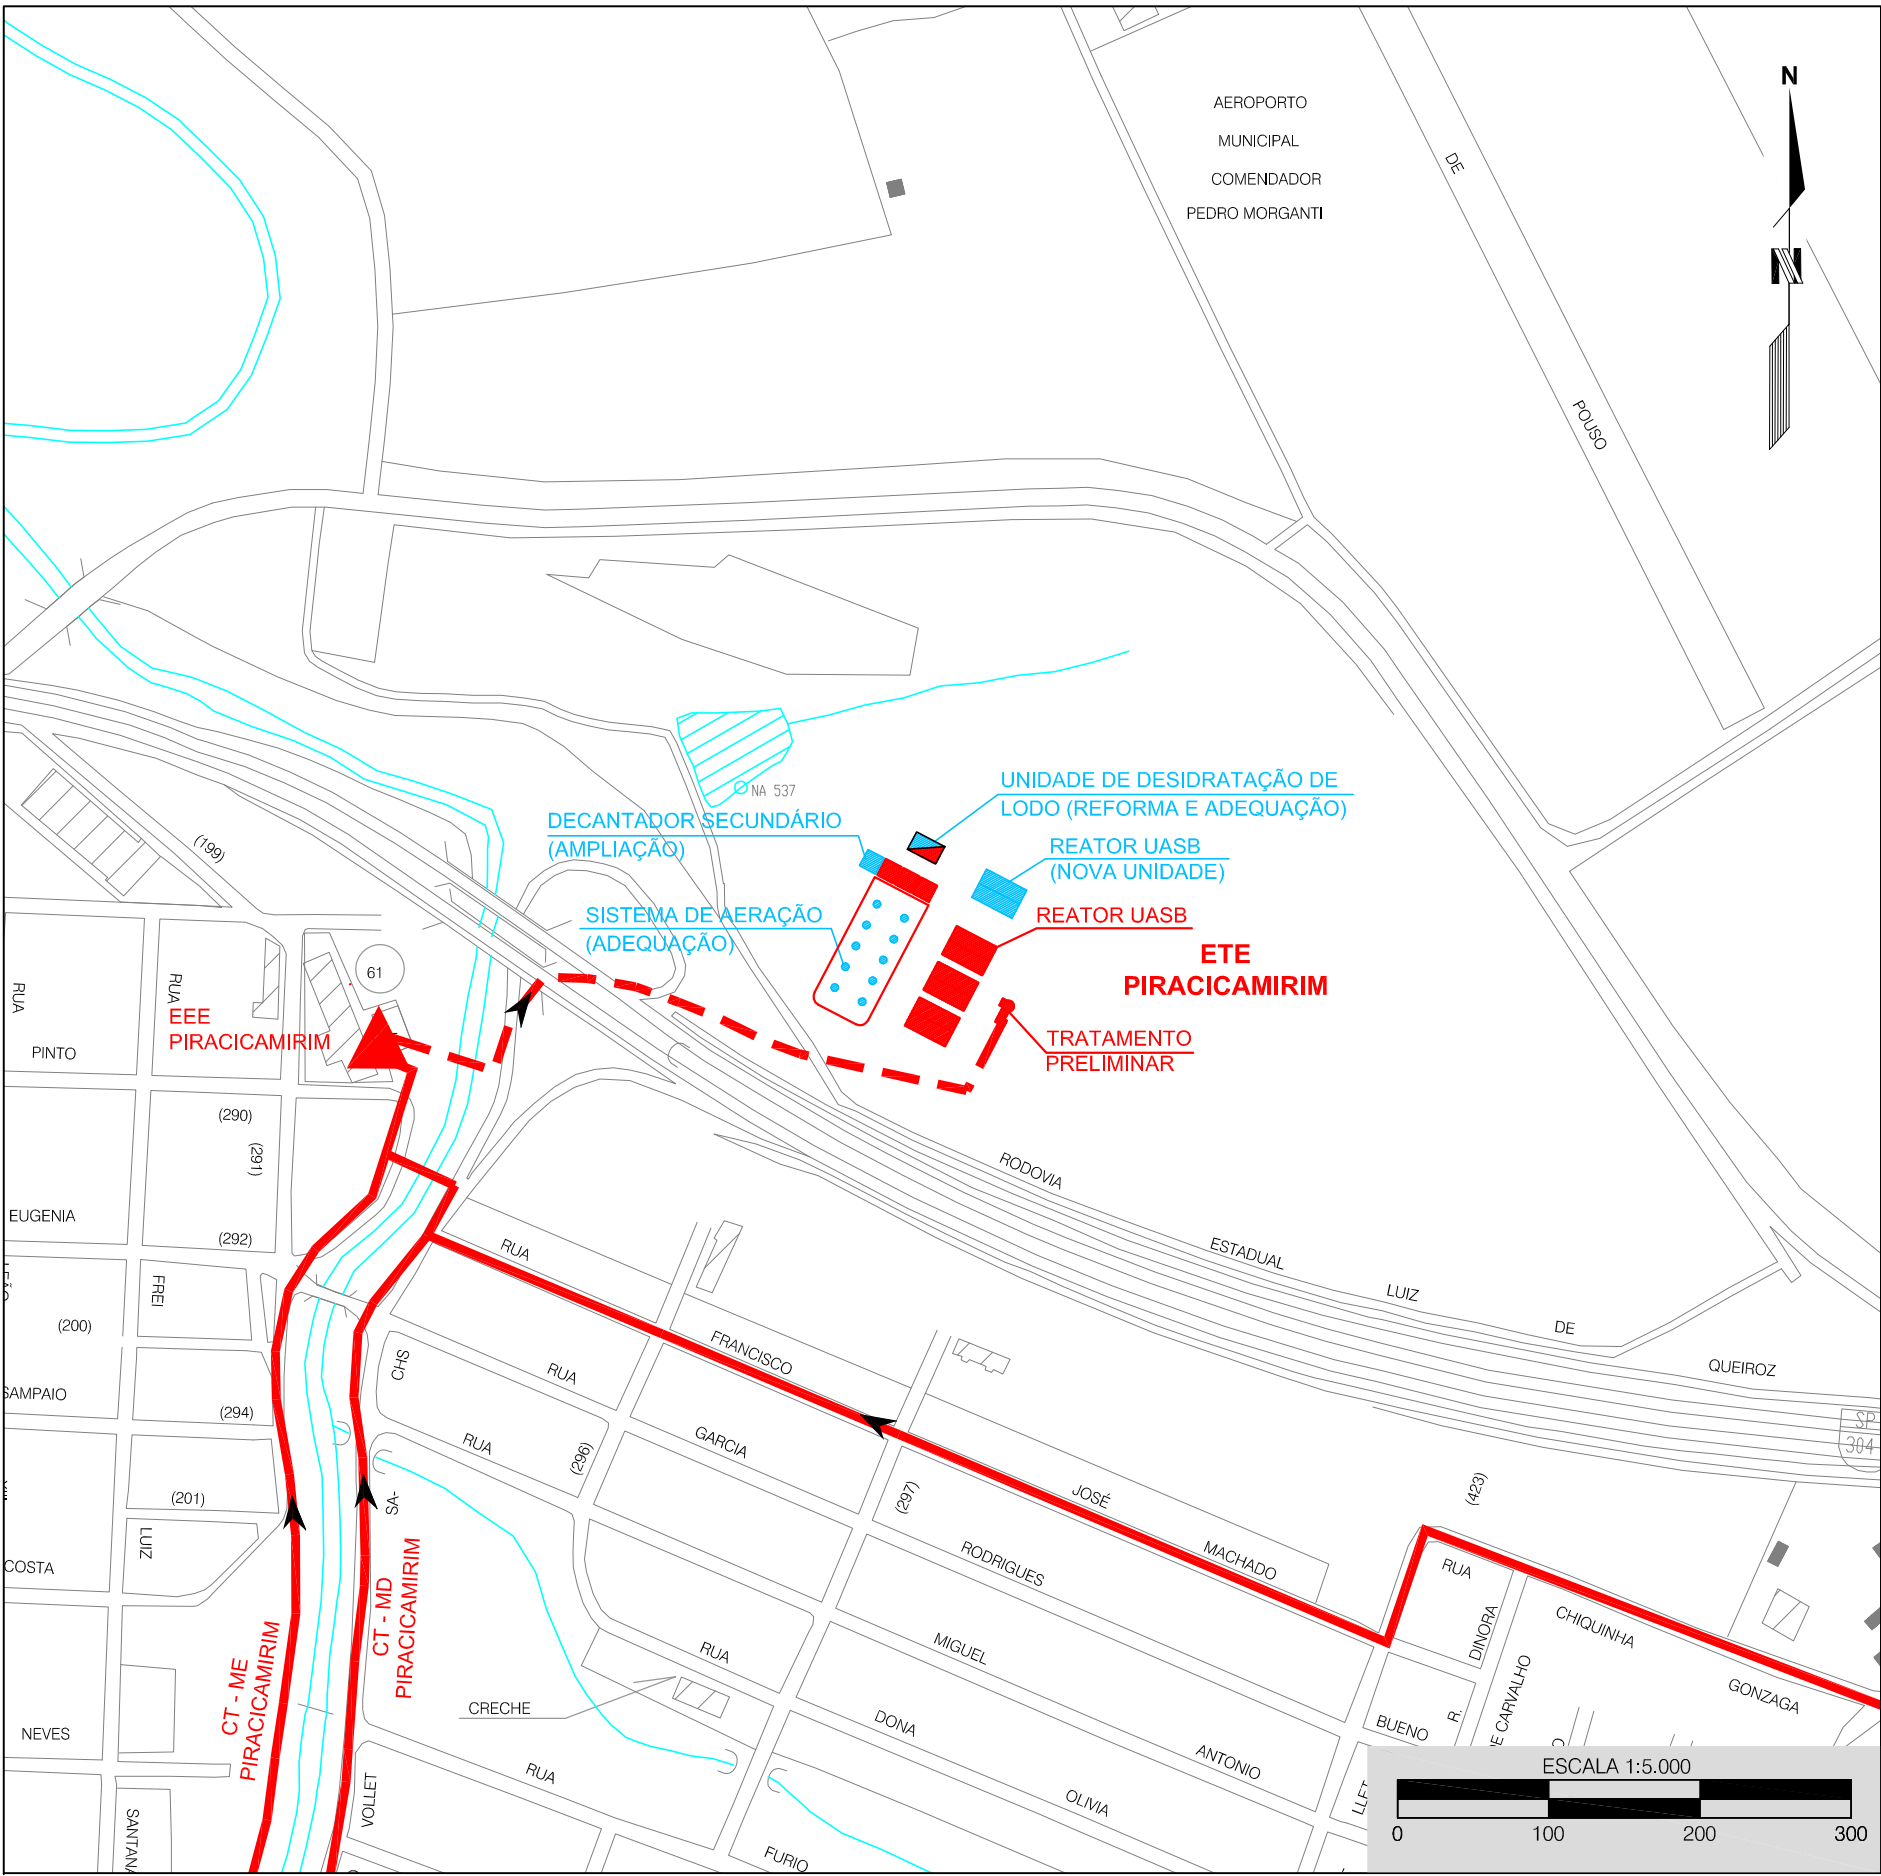 AEROPORTO
MUNICIPAL
COMENDADOR
PEDRO MORGANTI
N
N
DE
POUSO
NA 537
UNIDADE DE DESIDRATAÇÃO DE
LODO (REFORMA E ADEQUAÇÃO)
DECANTADOR SECUNDÁRIO
(AMPLIAÇÃO)
REATOR UASB
(NOVA UNIDADE)
SISTEMA DE AERAÇÃO
(ADEQUAÇÃO)
REATOR UASB
ETE
PIRACICAMIRIM
TRATAMENTO
PRELIMINAR
(199)
61
EEE
PIRACICAMIRIM
RUA
RUA
PINTO
(290)
(291)
EUGENIA
(292)
FREI
(200)
SAMPAIO
(294)
(201)
LUIZ
COSTA
NEVES
SANTANA
CT - ME
PIRACICAMIRIM
CT - MD
PIRACICAMIRIM
CHS
SA-
VOLLET
RODOVIA
ESTADUAL
LUIZ
DE
QUEIROZ
SP
304
RUA
FRANCISCO
JOSÉ
MACHADO
RUA
GARCIA
RODRIGUES
RUA
(296)
(297)
(423)
MIGUEL
ANTONIO
RUA
DONA
OLIVIA
RUA
FURIO
CRECHE
RUA
CHIQUINHA
GONZAGA
DINORA
R.
BUENO
DE CARVALHO
ESCALA 1:5.000
0 100 200 300